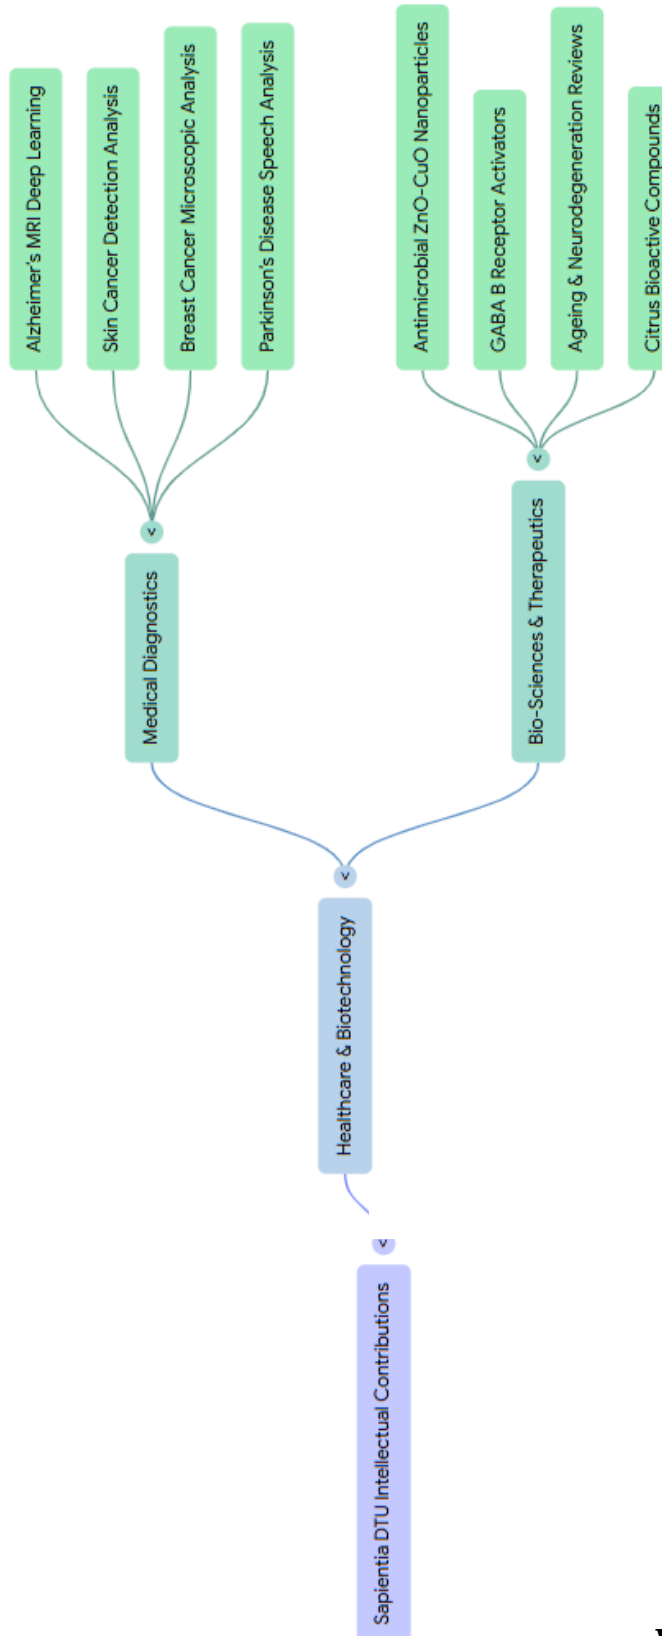 Sapientia DTU Intellectual Contributions
<
Healthcare & Biotechnology
<
Medical Diagnostics
<
Alzheimer's MRI Deep Learning
Skin Cancer Detection Analysis
Breast Cancer Microscopic Analysis
Parkinson's Disease Speech Analysis
Bio-Sciences & Therapeutics
<
Antimicrobial ZnO-CuO Nanoparticles
GABA B Receptor Activators
Ageing & Neurodegeneration Reviews
Citrus Bioactive Compounds